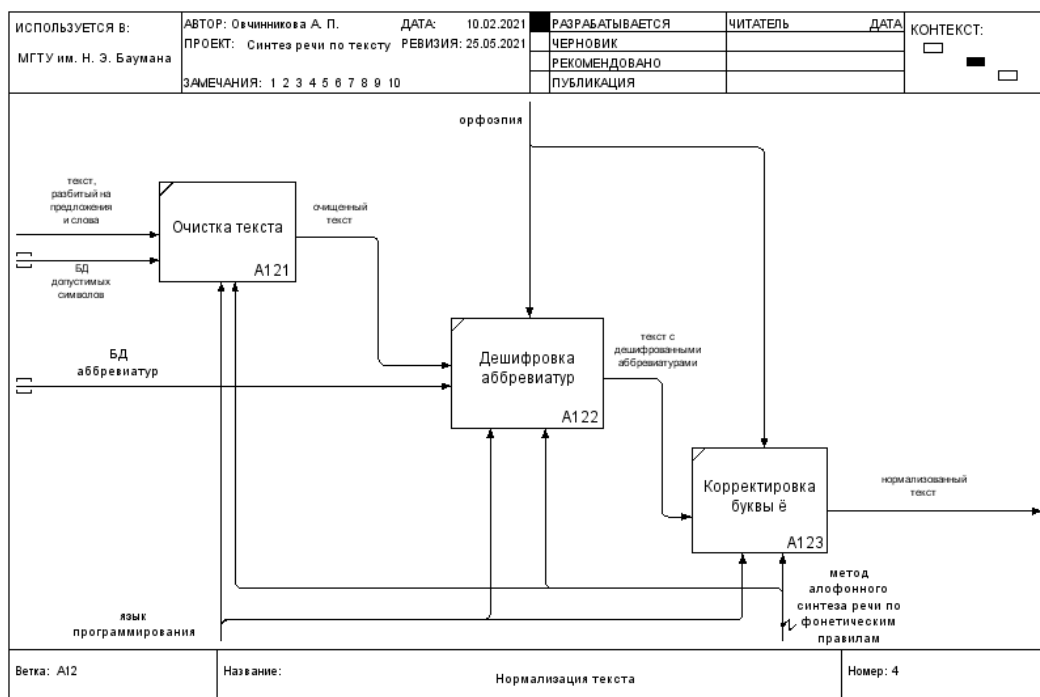 ИСПОЛЬЗУЕТСЯ В:
МГТУ им. Н. Э. Баумана
АВТОР: Овчинникова А. П.
ДАТА: 10.02.2021
ПРОЕКТ: Синтез речи по тексту
РЕВИЗИЯ: 25.05.2021
ЗАМЕЧАНИЯ: 1 2 3 4 5 6 7 8 9 10
РАЗРАБАТЫВАЕТСЯ
ЧЕРНОВИК
РЕКОМЕНДОВАНО
ПУБЛИКАЦИЯ
ЧИТАТЕЛЬ
ДАТА
КОНТЕКСТ:
орфоэпия
текст,
разбитый на
предложения
и слова
БД
допустимых
символов
Очистка текста
A121
очищенный
текст
БД
аббревиатур
Дешифровка
аббревиатур
A122
текст с
дешифрованными
аббревиатурами
Корректировка
буквы ё
A123
нормализованный
текст
язык
программирования
метод
алофонного
синтеза речи по
фонетическим
правилам
Ветка: A12
Название:
Нормализация текста
Номер: 4